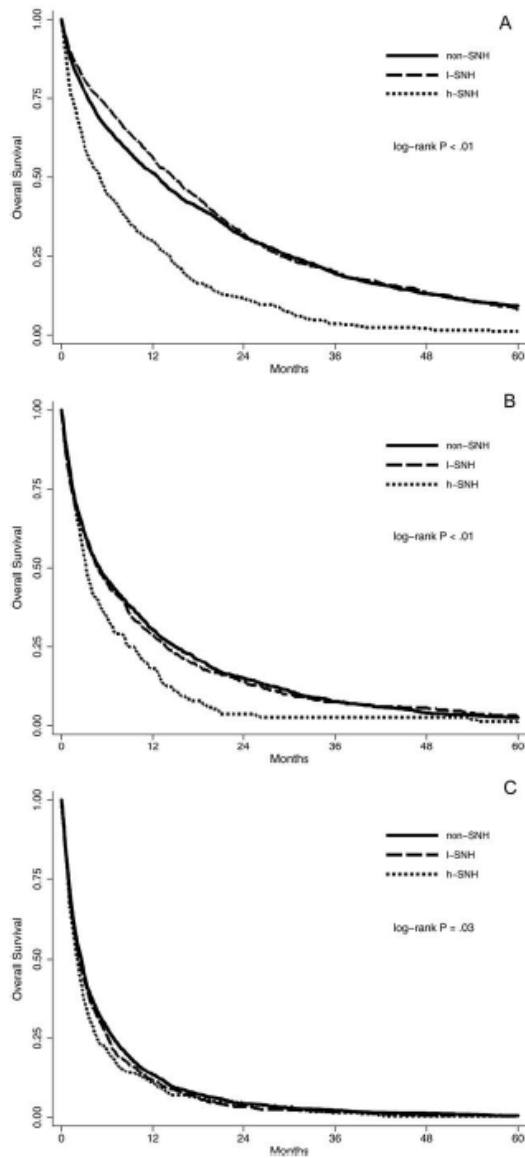 A
1.00
0.75
0.50
0.25
0.00
Overall Survival
non-SNH
l-SNH
h-SNH
log-rank P < .01
0 12 24 36 48 60
Months
B
1.00
0.75
0.50
0.25
0.00
Overall Survival
non-SNH
l-SNH
h-SNH
log-rank P < .01
0 12 24 36 48 60
Months
C
1.00
0.75
0.50
0.25
0.00
Overall Survival
non-SNH
l-SNH
h-SNH
log-rank P = .03
0 12 24 36 48 60
Months